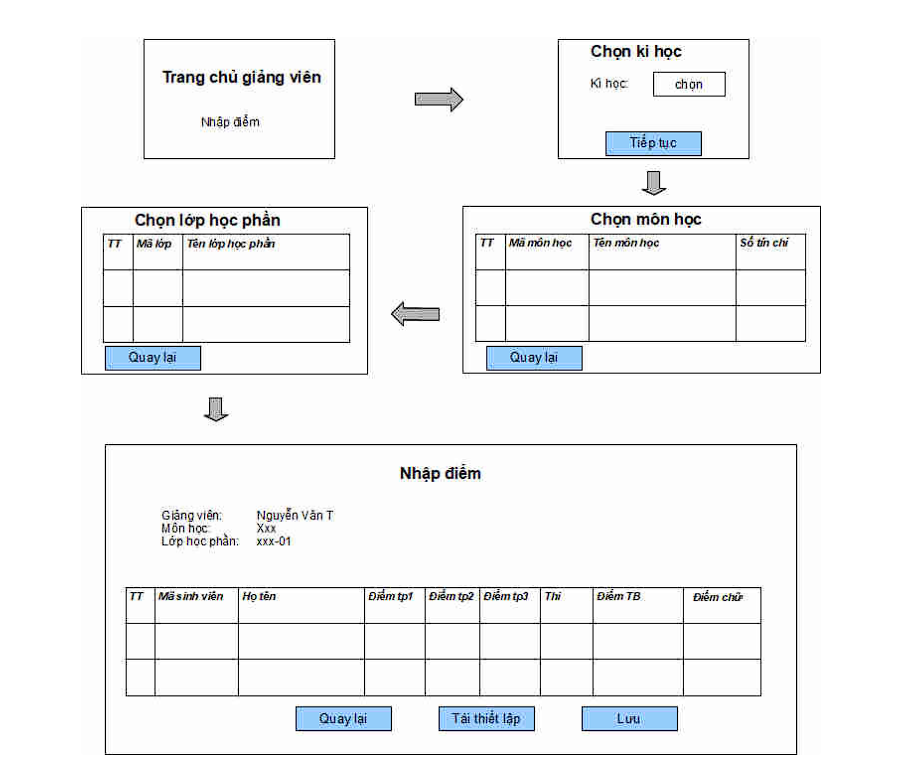 Trang chủ giảng viên
Nhập điểm
Chọn kì học
Kì học: chọn
Tiếp tục
Chọn môn học
TT Mã môn học Tên môn học Số tín chỉ
Quay lại
Chọn lớp học phần
TT Mã lớp Tên lớp học phần
Quay lại
Nhập điểm
Giảng viên: Nguyễn Văn T
Môn học: Xxx
Lớp học phần: xxx-01
TT Mã sinh viên Họ tên Điểm tp1 Điểm tp2 Điểm tp3 Thi Điểm TB Điểm chữ
Quay lại Tái thiết lập Lưu